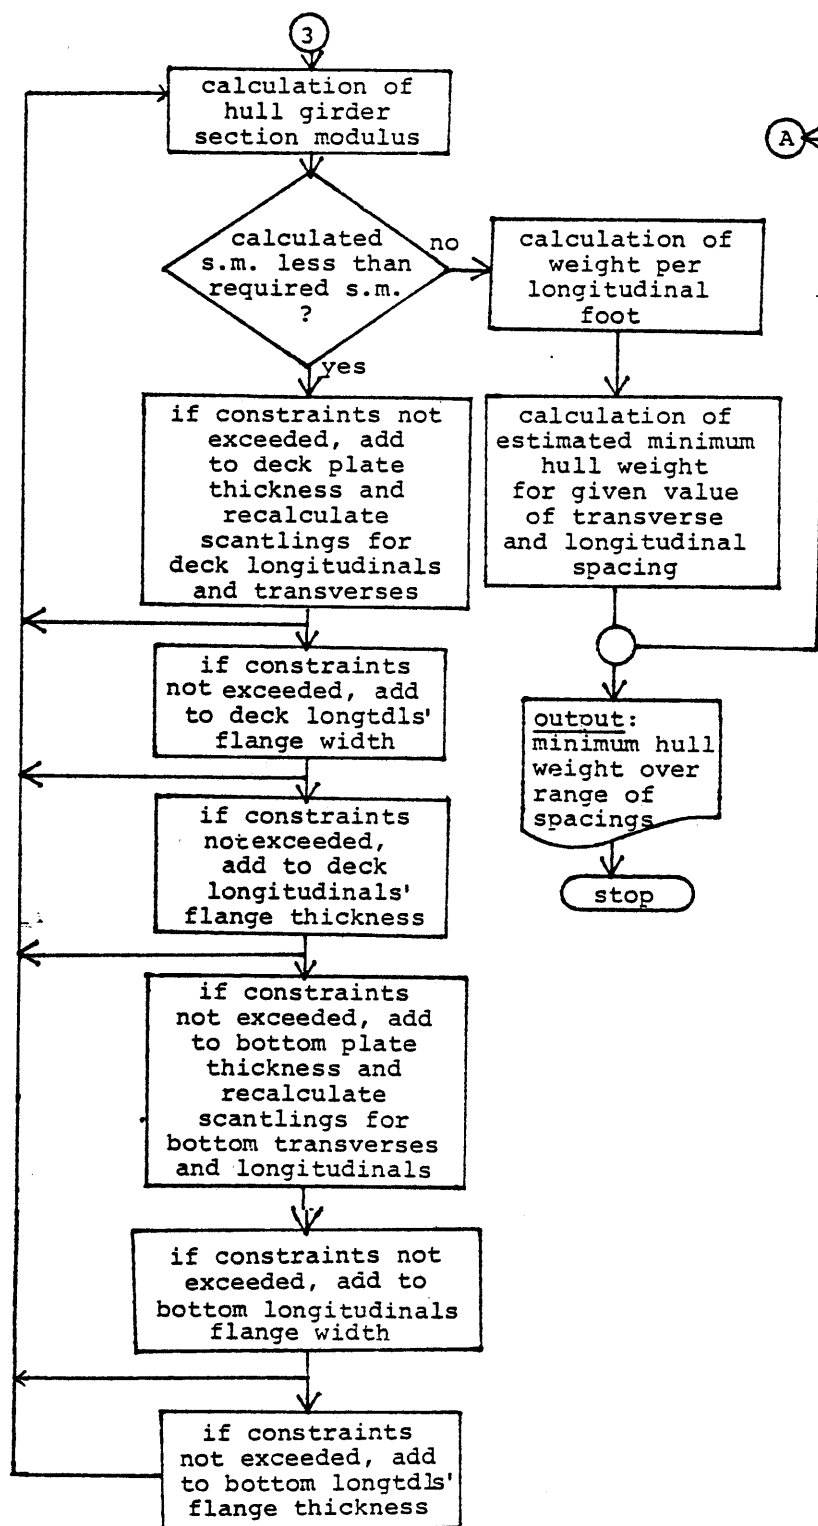 3
calculation of
hull girder
section modulus
A
calculated
s.m. less than
required s.m.
?
no
yes
calculation of
weight per
longitudinal
foot
if constraints not
exceeded, add
to deck plate
thickness and
recalculate
scantlings for
deck longitudinals
and transverses
calculation of
estimated minimum
hull weight
for given value
of transverse
and longitudinal
spacing
if constraints
not exceeded, add
to deck longtdls'
flange width
output:
minimum hull
weight over
range of
spacings
stop
if constraints
not exceeded,
add to deck
longitudinals'
flange thickness
if constraints
not exceeded, add
to bottom plate
thickness and
recalculate
scantlings for
bottom transverses
and longitudinals
if constraints not
exceeded, add to
bottom longitudinals
flange width
if constraints
not exceeded, add
to bottom longtdls'
flange thickness